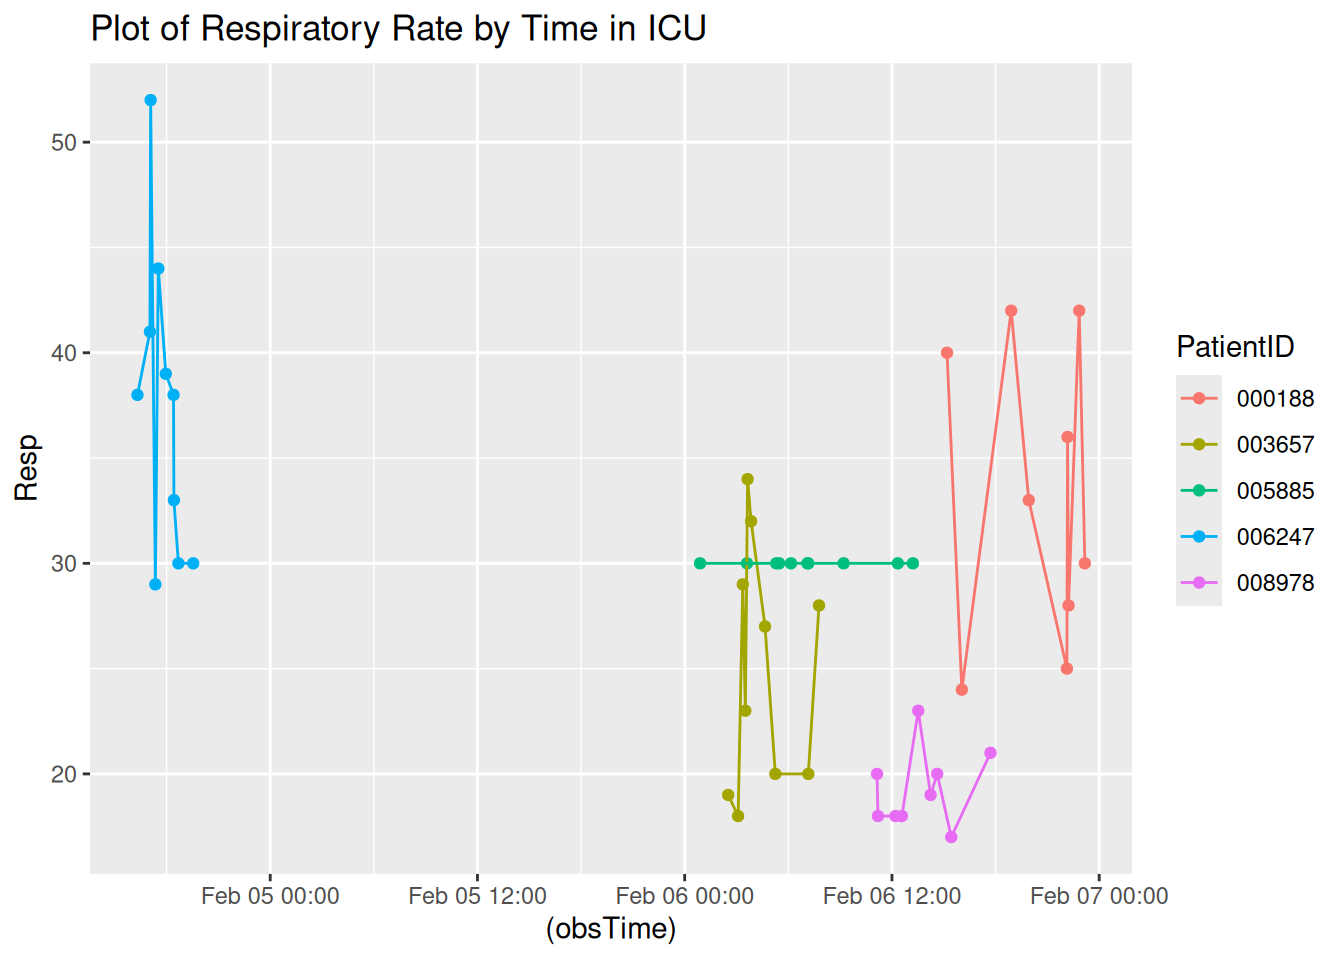 Plot of Respiratory Rate by Time in ICU
50
40
30
20
Resp
Feb 05 00:00
Feb 05 12:00
Feb 06 00:00
Feb 06 12:00
Feb 07 00:00
(obsTime)
PatientID
000188
003657
005885
006247
008978